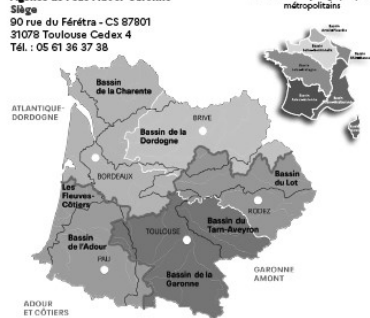 Siège
90 rue du Férétra - CS 87801
31078 Toulouse Cedex 4
Tél. : 05 61 36 37 38
métropolitains
Bassin
de la Charente
ATLANTIQUE-
DORDOGNE
BRIVE
Bassin de la
Dordogne
BORDEAUX
Bassin
du Lot
Les
Fleuves-
Côtiers
RODEZ
Bassin du
Tarn-Aveyron
TOULOUSE
Bassin
de l'Adour
PAU
Bassin de la
Garonne
GARONNE
AMONT
ADOUR
ET CÔTIERS